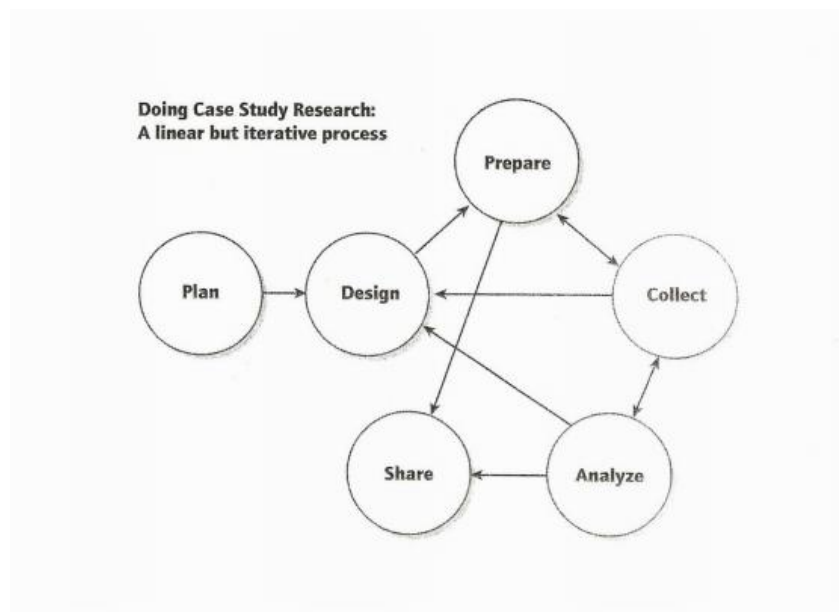 Doing Case Study Research:
A linear but iterative process
Prepare
Plan
Design
Collect
Share
Analyze